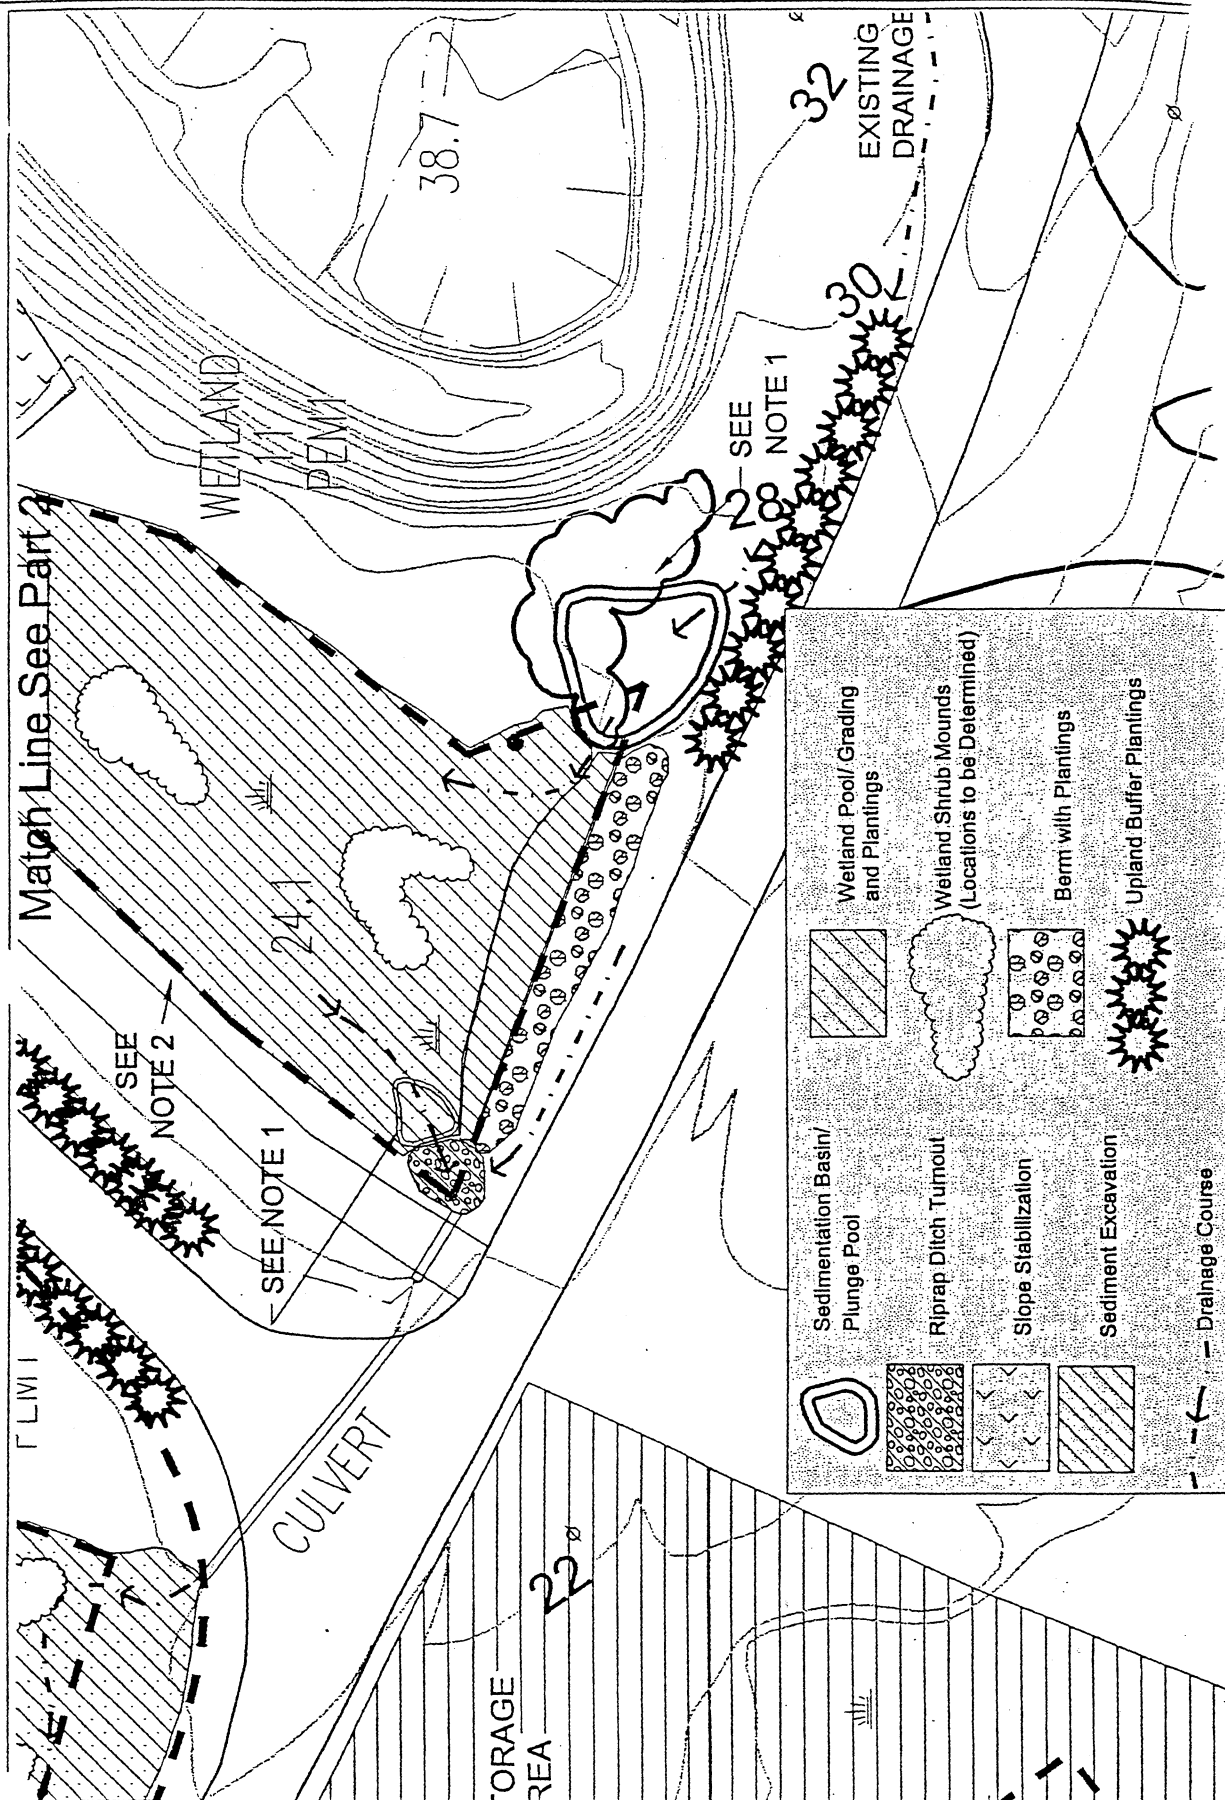 Match Line See Part 2
WETLAND
11
PEM1
38.7
32
EXISTING
DRAINAGE
30
SEE
NOTE 1
28
24.1
SEE
NOTE 2
SEE NOTE 1
CULVERT
22
TORAGE
REA
Sedimentation Basin/
Plunge Pool
Riprap Ditch Turnout
Slope Stabilization
Sediment Excavation
Drainage Course
Wetland Pool/ Grading
and Plantings
Wetland Shrub Mounds
(Locations to be Determined)
Berm with Plantings
Upland Buffer Plantings